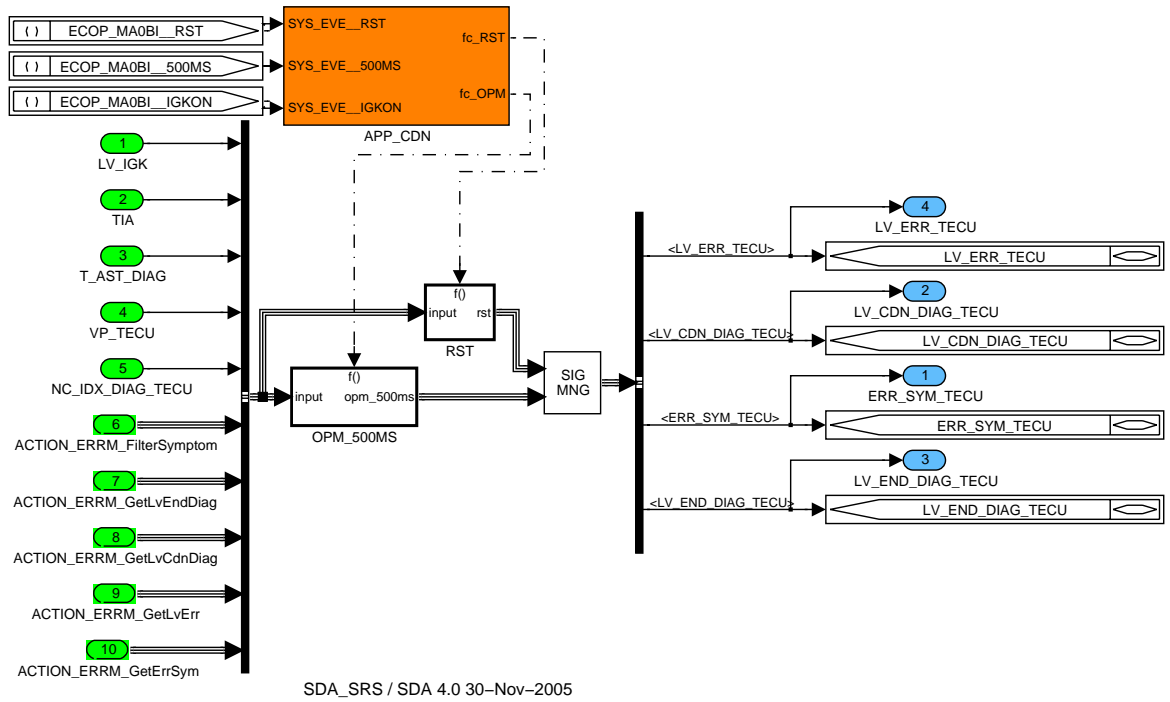 ( ) ECOP_MA0BI__RST
( ) ECOP_MA0BI__500MS
( ) ECOP_MA0BI__IGKON
SYS_EVE__RST
SYS_EVE__500MS
SYS_EVE__IGKON
fc_RST
fc_OPM
APP_CDN
1
LV_IGK
2
TIA
3
T_AST_DIAG
4
VP_TECU
5
NC_IDX_DIAG_TECU
6
ACTION_ERRM_FilterSymptom
7
ACTION_ERRM_GetLvEndDiag
8
ACTION_ERRM_GetLvCdnDiag
9
ACTION_ERRM_GetLvErr
10
ACTION_ERRM_GetErrSym
f()
input rst
RST
f()
input opm_500ms
OPM_500MS
SIG
MNG
<LV_ERR_TECU>
4
LV_ERR_TECU
LV_ERR_TECU
<LV_CDN_DIAG_TECU>
2
LV_CDN_DIAG_TECU
LV_CDN_DIAG_TECU
<ERR_SYM_TECU>
1
ERR_SYM_TECU
ERR_SYM_TECU
<LV_END_DIAG_TECU>
3
LV_END_DIAG_TECU
LV_END_DIAG_TECU
SDA_SRS / SDA 4.0 30−Nov−2005